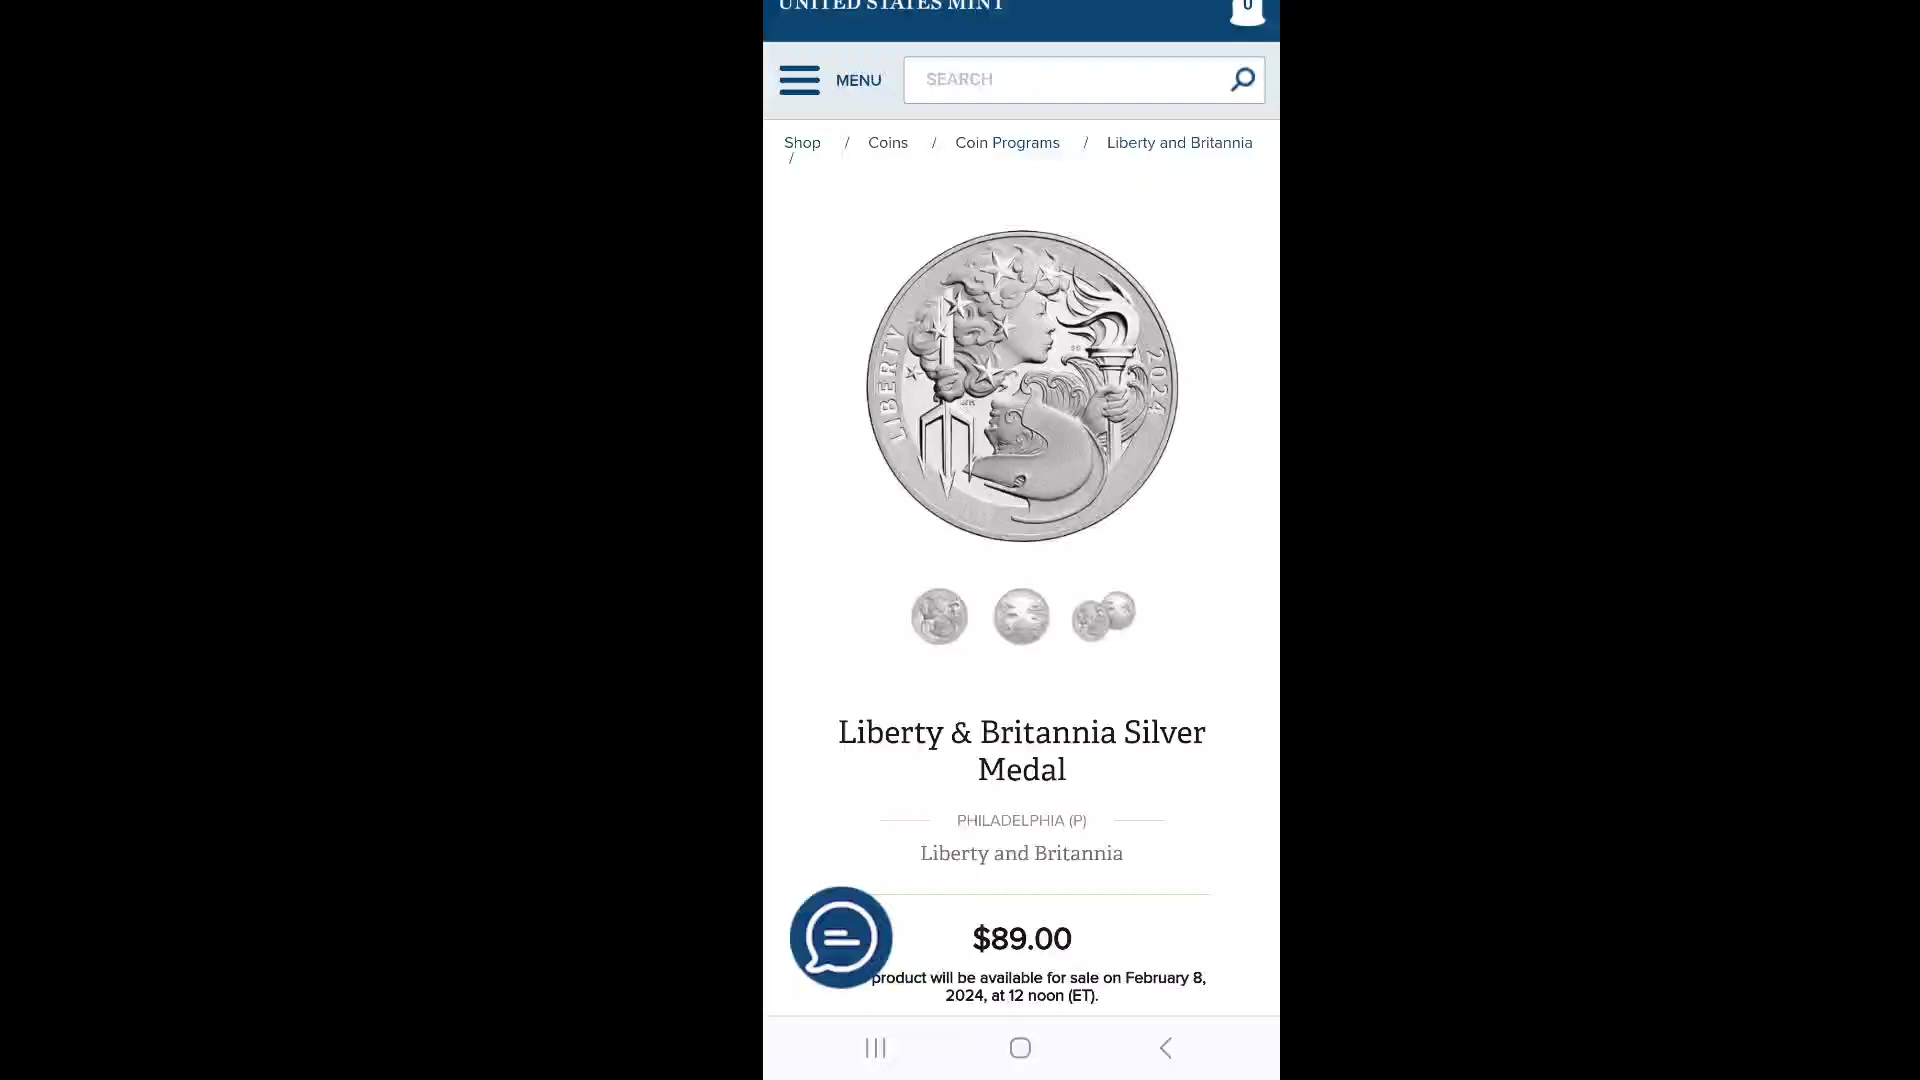 UNITED STATES MINT
0
MENU
SEARCH
Shop / Coins / Coin Programs / Liberty and Britannia
/
LIBERTY
2024
Liberty & Britannia Silver
Medal
PHILADELPHIA (P)
Liberty and Britannia
$89.00
product will be available for sale on February 8,
2024, at 12 noon (ET).